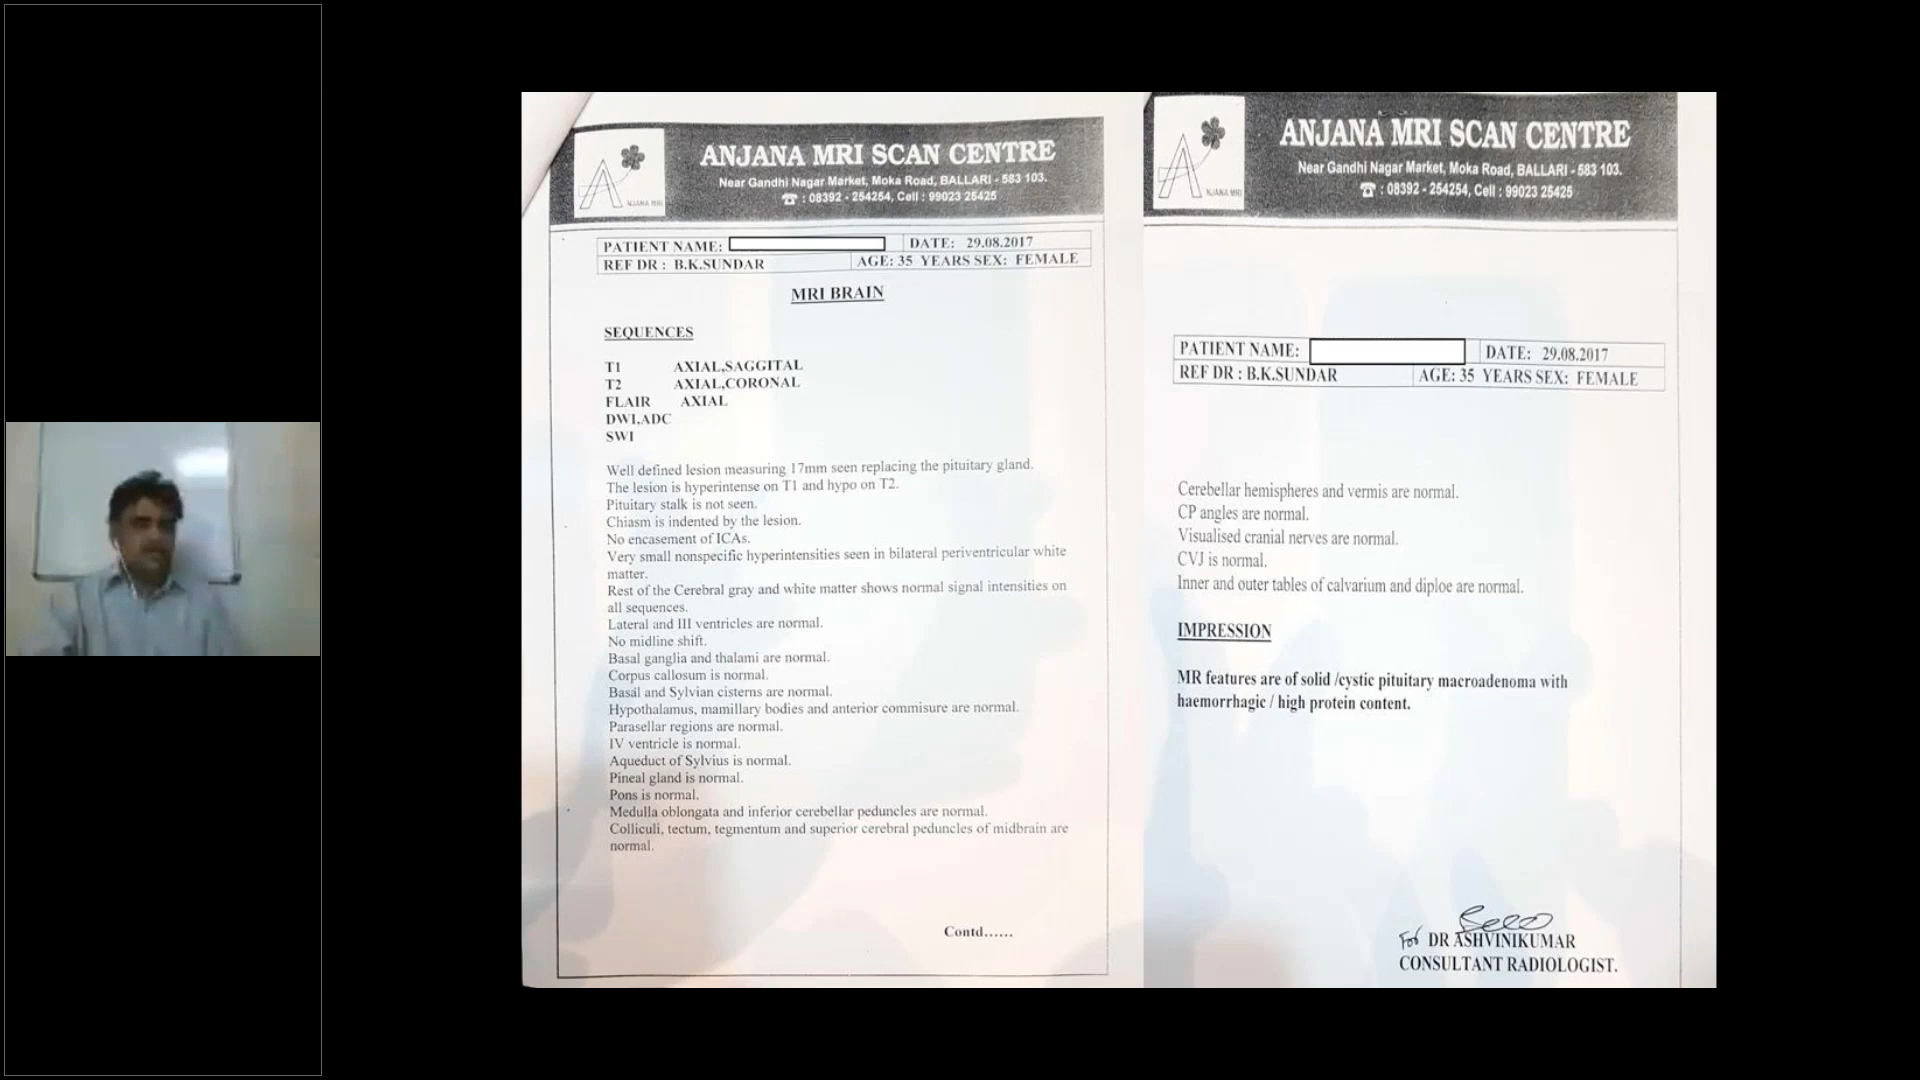 ANJANA MRI SCAN CENTRE
Near Gandhi Nagar Market, Moka Road, BALLARI - 583 103.
☎ : 08392 - 254254, Cell : 99023 25425
NJANA MRI
PATIENT NAME: DATE: 29.08.2017
REF DR : B.K.SUNDAR AGE: 35 YEARS SEX: FEMALE
MRI BRAIN
SEQUENCES
T1 AXIAL,SAGGITAL
T2 AXIAL,CORONAL
FLAIR AXIAL
DWI,ADC
SWI
Well defined lesion measuring 17mm seen replacing the pituitary gland.
The lesion is hyperintense on T1 and hypo on T2.
Pituitary stalk is not seen.
Chiasm is indented by the lesion.
No encasement of ICAs.
Very small nonspecific hyperintensities seen in bilateral periventricular white
matter.
Rest of the Cerebral gray and white matter shows normal signal intensities on
all sequences.
Lateral and III ventricles are normal.
No midline shift.
Basal ganglia and thalami are normal.
Corpus callosum is normal.
Basal and Sylvian cisterns are normal.
Hypothalamus, mamillary bodies and anterior commisure are normal.
Parasellar regions are normal.
IV ventricle is normal.
Aqueduct of Sylvius is normal.
Pineal gland is normal.
Pons is normal.
Medulla oblongata and inferior cerebellar peduncles are normal.
Colliculi, tectum, tegmentum and superior cerebral peduncles of midbrain are
normal.
Contd......
ANJANA MRI SCAN CENTRE
Near Gandhi Nagar Market, Moka Road, BALLARI - 583 103.
☎ : 08392 - 254254, Cell : 99023 25425
NJANA MRI
PATIENT NAME: DATE: 29.08.2017
REF DR : B.K.SUNDAR AGE: 35 YEARS SEX: FEMALE
Cerebellar hemispheres and vermis are normal.
CP angles are normal.
Visualised cranial nerves are normal.
CVJ is normal.
Inner and outer tables of calvarium and diploe are normal.
IMPRESSION
MR features are of solid /cystic pituitary macroadenoma with
haemorrhagic / high protein content.
For DR ASHVINIKUMAR
CONSULTANT RADIOLOGIST.